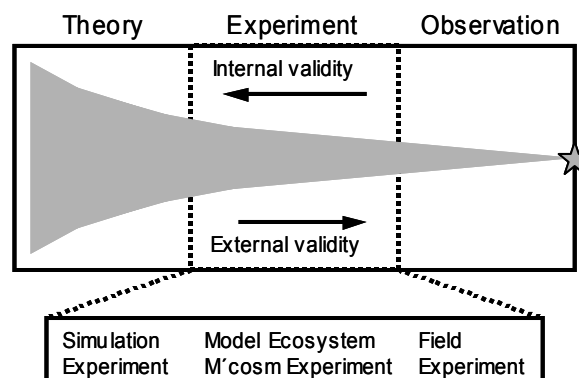 Theory Experiment Observation
Internal validity
External validity
Simulation Model Ecosystem Field
Experiment M´cosm Experiment Experiment